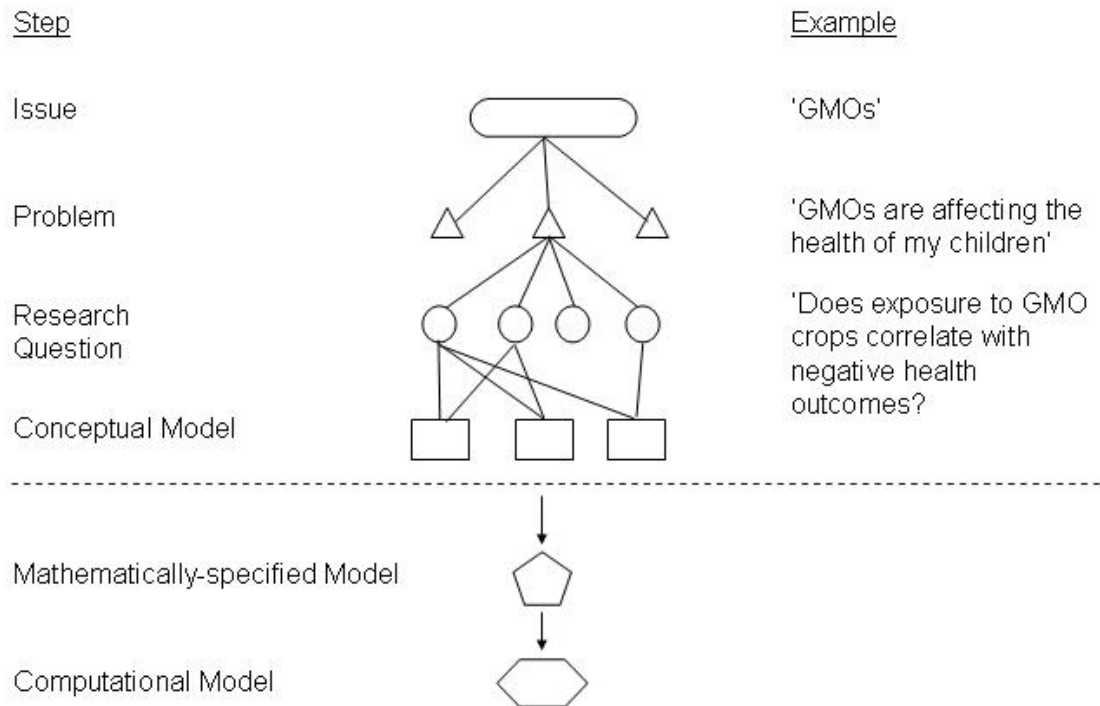 Step
Example
Issue
'GMOs'
Problem
'GMOs are affecting the
health of my children'
Research
Question
'Does exposure to GMO
crops correlate with
negative health
outcomes?
Conceptual Model
Mathematically-specified Model
Computational Model